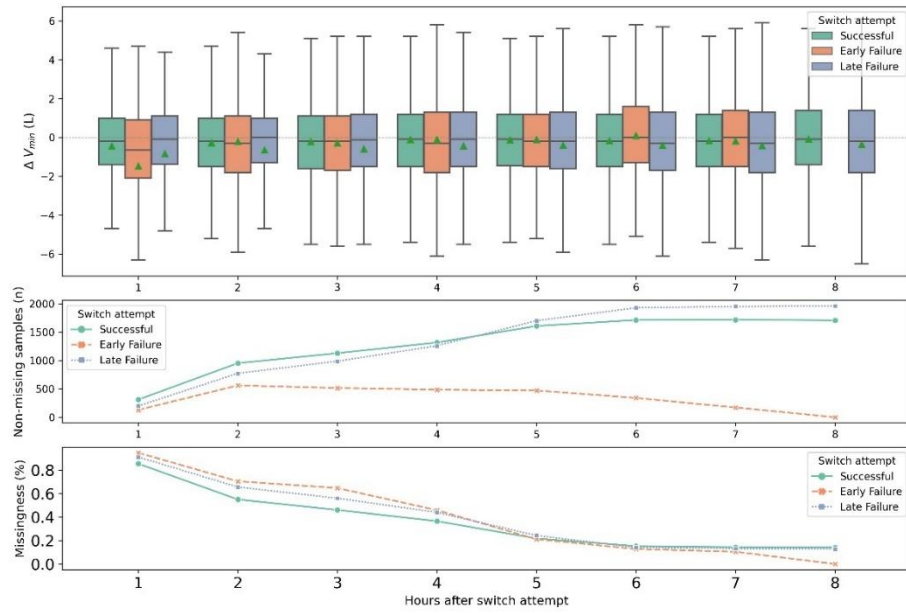 Δ V_min (L)
6
4
2
0
−2
−4
−6
Switch attempt
Successful
Early Failure
Late Failure
1 2 3 4 5 6 7 8
Non-missing samples (n)
2000
1500
1000
500
0
Switch attempt
Successful
Early Failure
Late Failure
1 2 3 4 5 6 7 8
Missingness (%)
0.8
0.6
0.4
0.2
0.0
Switch attempt
Successful
Early Failure
Late Failure
1 2 3 4 5 6 7 8
Hours after switch attempt